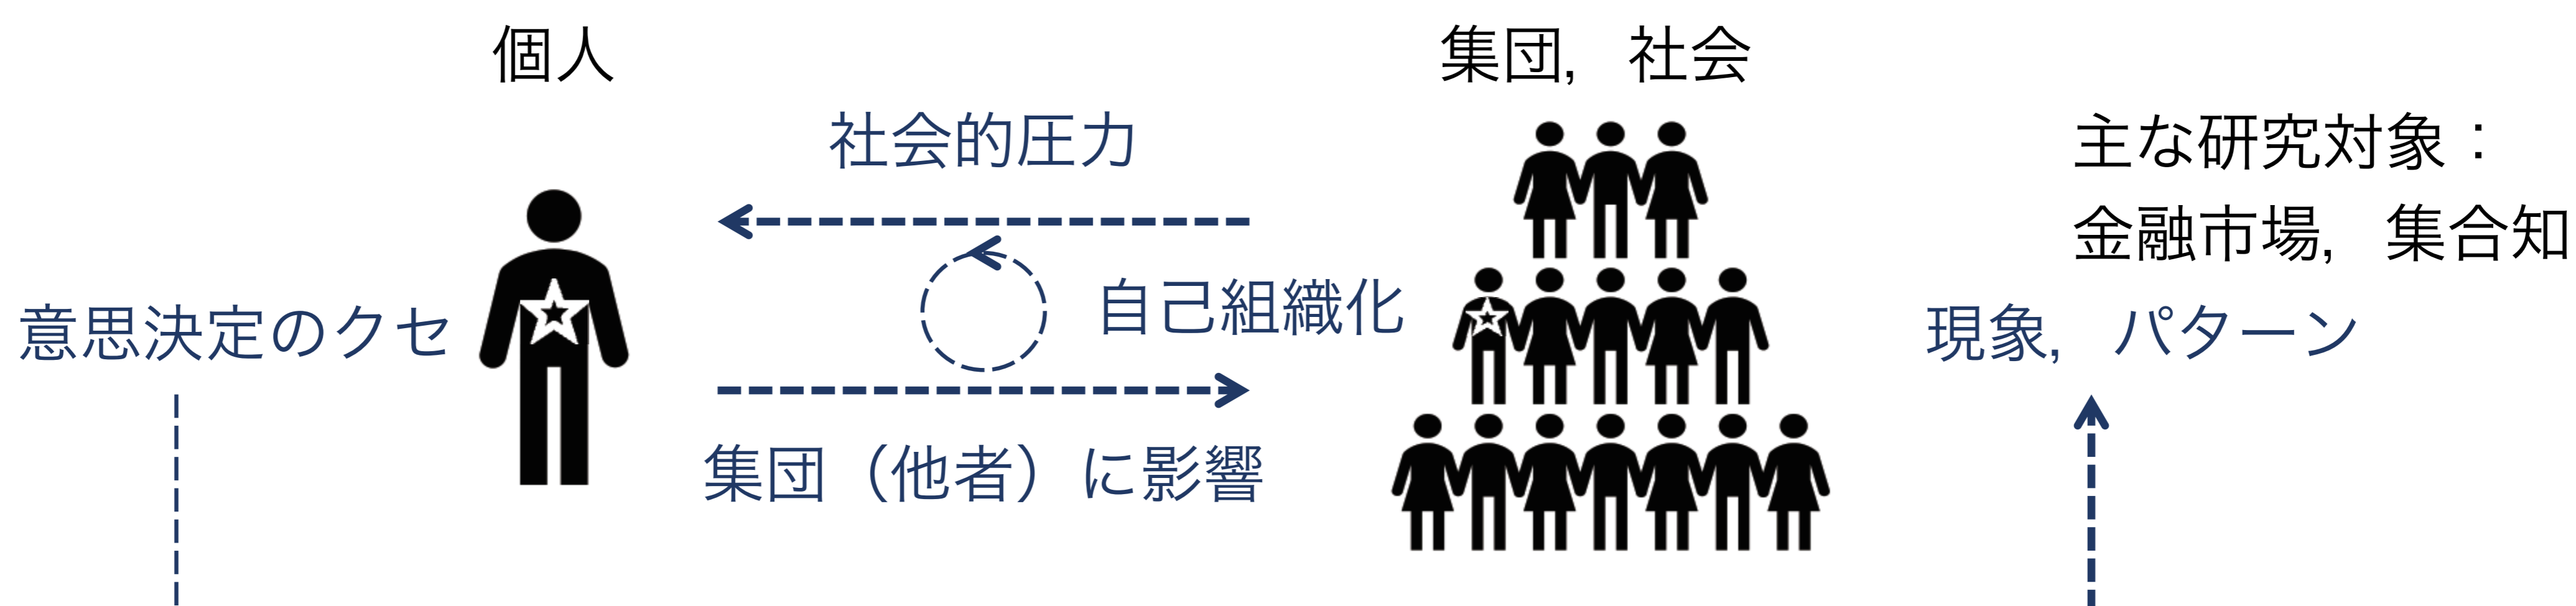 個人
集団，社会
社会的圧力
主な研究対象：
金融市場，集合知
自己組織化
意思決定のクセ
現象，パターン
集団（他者）に影響